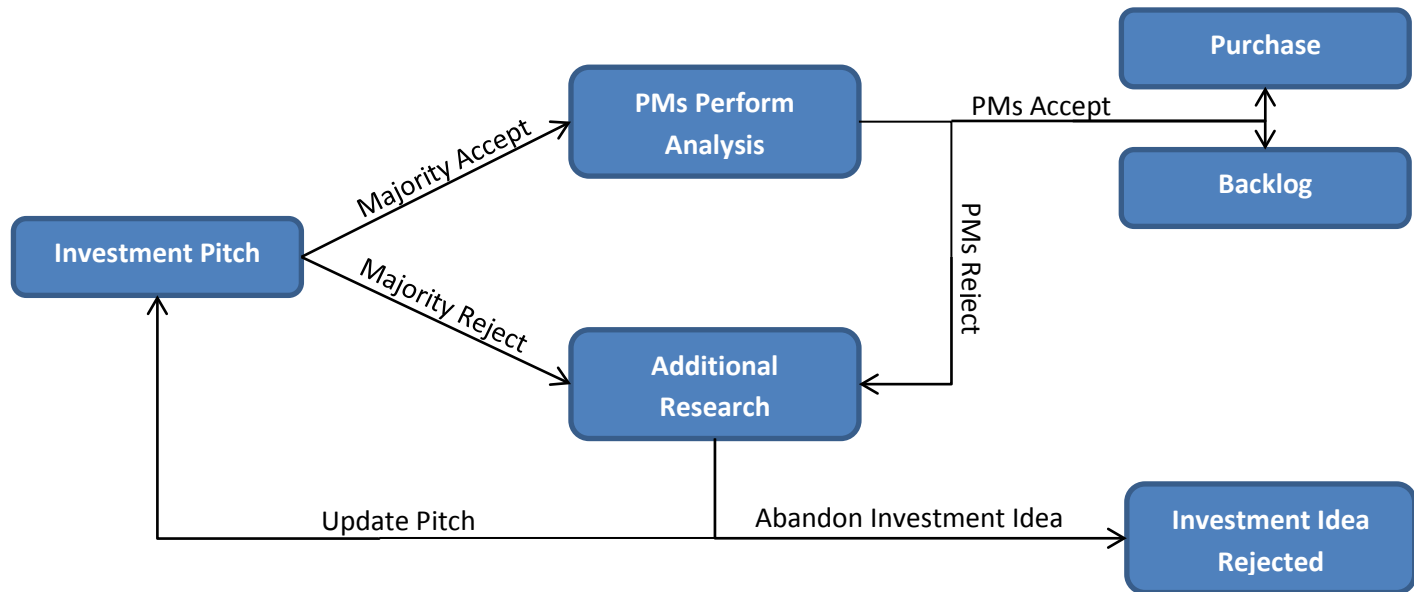 Purchase
PMs Perform
Analysis
PMs Accept
Backlog
Majority Accept
Investment Pitch
Majority Reject
PMs Reject
Additional
Research
Update Pitch
Abandon Investment Idea
Investment Idea
Rejected